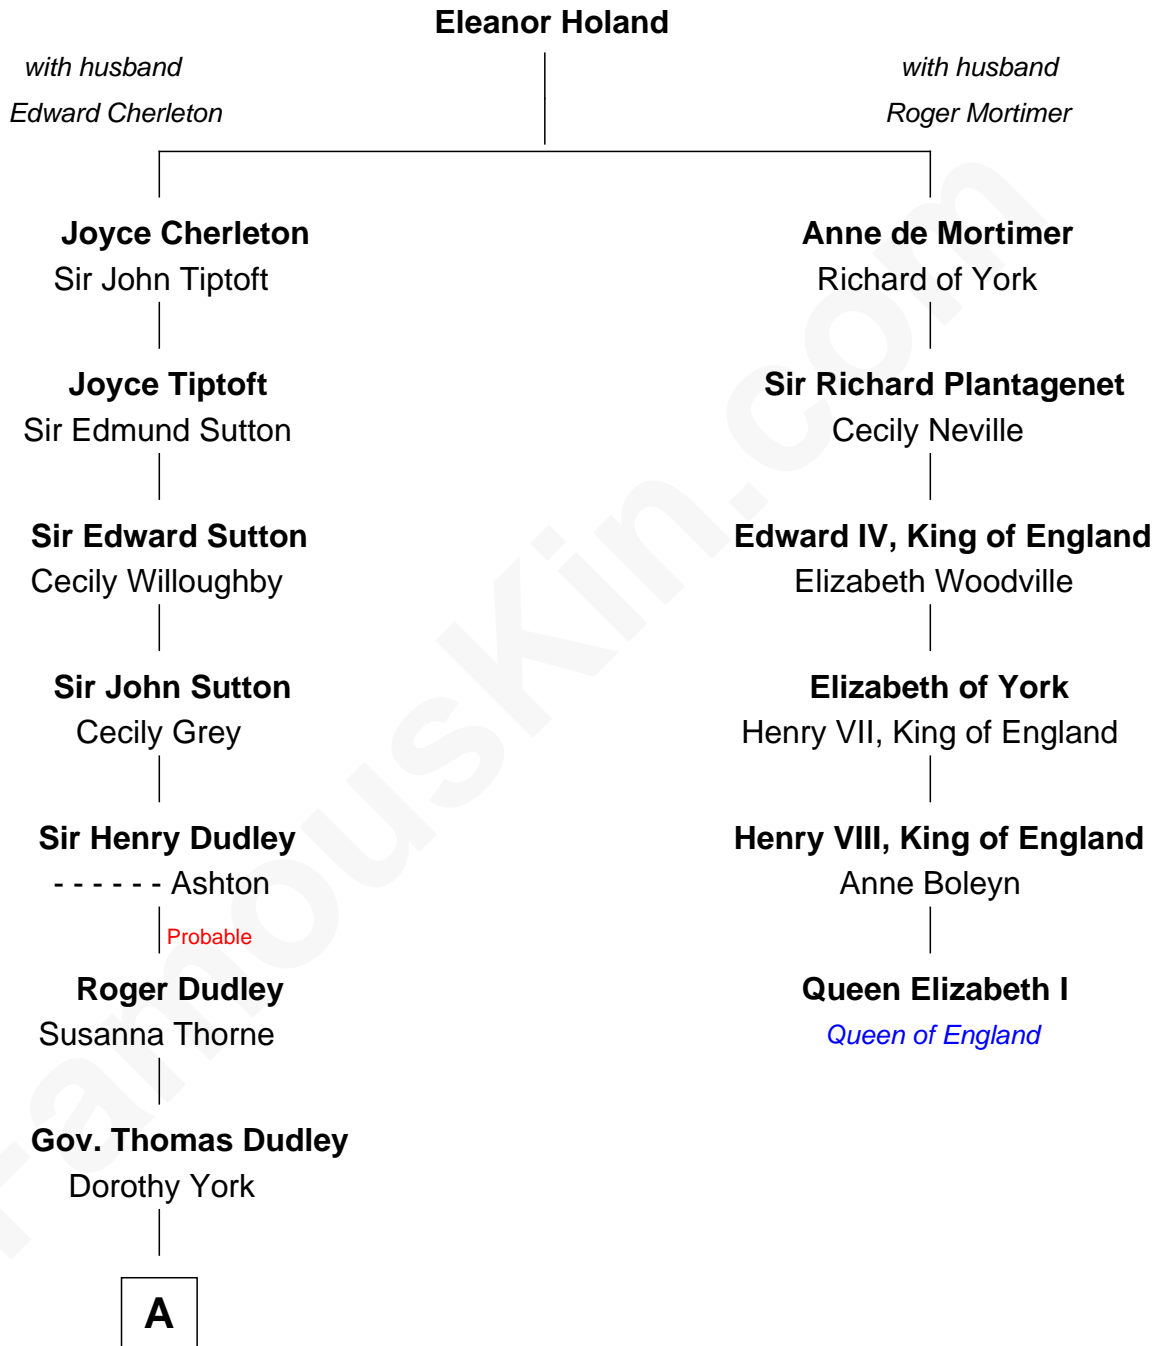 Eleanor Holand
with husband
Edward Cherleton
with husband
Roger Mortimer
Joyce Cherleton
Sir John Tiptoft
Anne de Mortimer
Richard of York
Joyce Tiptoft
Sir Edmund Sutton
Sir Richard Plantagenet
Cecily Neville
Sir Edward Sutton
Cecily Willoughby
Edward IV, King of England
Elizabeth Woodville
Sir John Sutton
Cecily Grey
Elizabeth of York
Henry VII, King of England
Sir Henry Dudley
- - - - - - Ashton
Probable
Henry VIII, King of England
Anne Boleyn
Roger Dudley
Susanna Thorne
Queen Elizabeth I
Queen of England
Gov. Thomas Dudley
Dorothy York
A
FamousKin.com